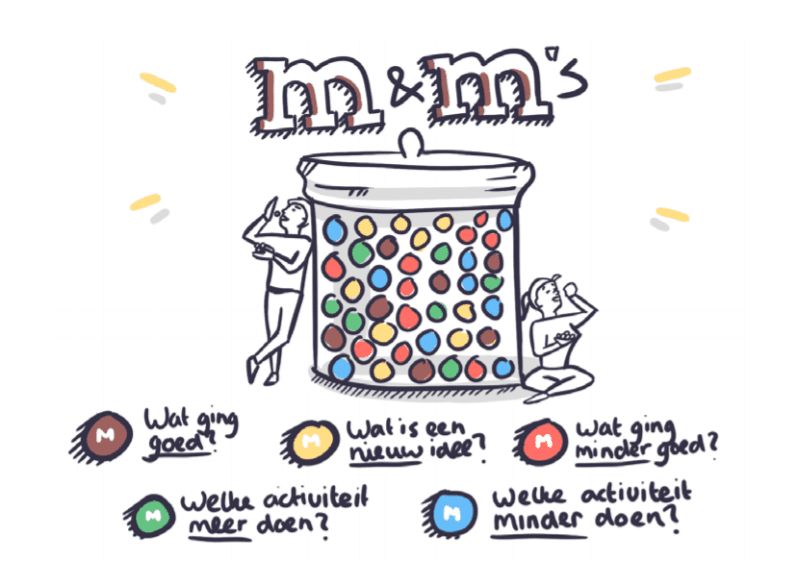 m & m's
M Wat ging
goed?
M Wat is een
nieuw idee?
M Wat ging
minder goed?
M Welke activiteit
meer doen?
M Welke activiteit
minder doen?